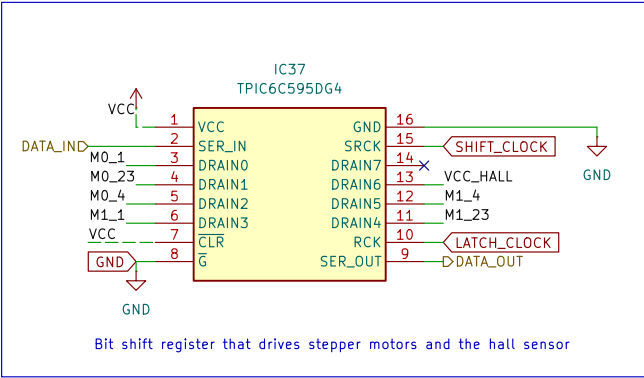 IC37
TPIC6C595DG4
VCC
1 VCC GND 16
DATA_IN 2 SER_IN SRCK 15 SHIFT_CLOCK
M0_1 3 DRAIN0 DRAIN7 14
M0_23 4 DRAIN1 DRAIN6 13 VCC_HALL
M0_4 5 DRAIN2 DRAIN5 12 M1_4
M1_1 6 DRAIN3 DRAIN4 11 M1_23
VCC 7 CLR RCK 10 LATCH_CLOCK
GND 8 G SER_OUT 9 DATA_OUT
GND
GND
Bit shift register that drives stepper motors and the hall sensor